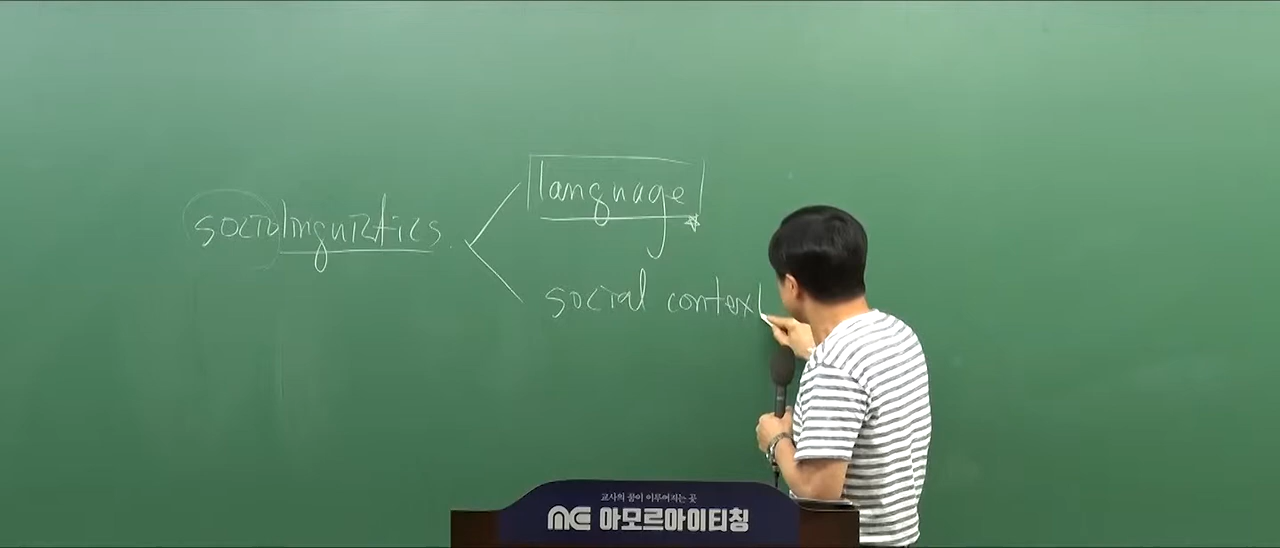 language
sociolinguistics.
social context
교사의 꿈이 이루어지는 곳
아모르아이티칭